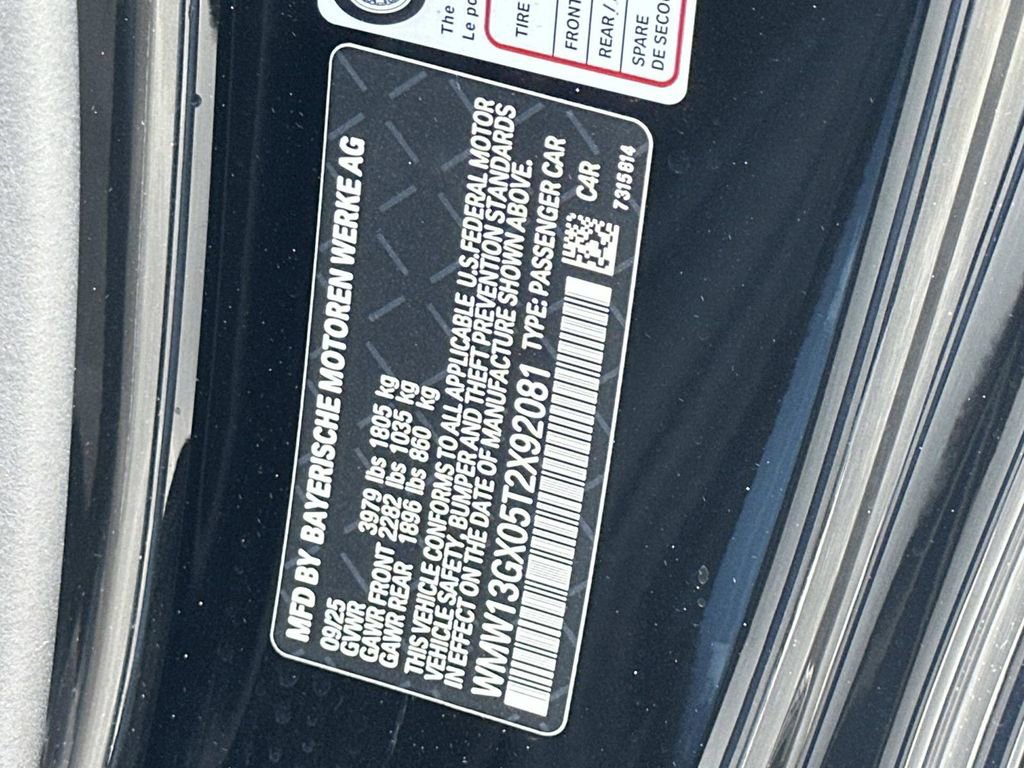 The
Le po
TIRE
FRONT
REAR/
SPARE
DE SECOU
MFD BY BAYERISCHE MOTOREN WERKE AG
09/25
GVWR 3979 lbs 1805 kg
GAWR FRONT 2282 lbs 1035 kg
GAWR REAR 1896 lbs 860 kg
THIS VEHICLE CONFORMS TO ALL APPLICABLE U.S. FEDERAL MOTOR
VEHICLE SAFETY, BUMPER AND THEFT PREVENTION STANDARDS
IN EFFECT ON THE DATE OF MANUFACTURE SHOWN ABOVE.
WMW13GX05T2X92081 TYPE: PASSENGER CAR
CAR
7315814